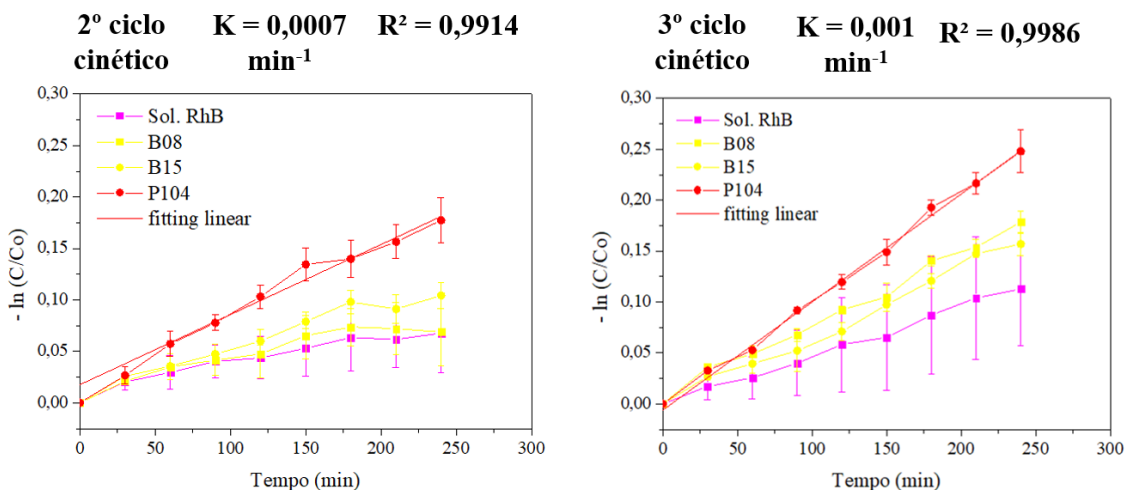 2º ciclo
cinético
K = 0,0007
min⁻¹
R² = 0,9914
0,30
0,25
0,20
0,15
0,10
0,05
0,00
- ln (C/Co)
Sol. RhB
B08
B15
P104
fitting linear
0 50 100 150 200 250 300
Tempo (min)
3º ciclo
cinético
K = 0,001
min⁻¹
R² = 0,9986
0,30
0,25
0,20
0,15
0,10
0,05
0,00
- ln (C/Co)
Sol. RhB
B08
B15
P104
fitting linear
0 50 100 150 200 250 300
Tempo (min)